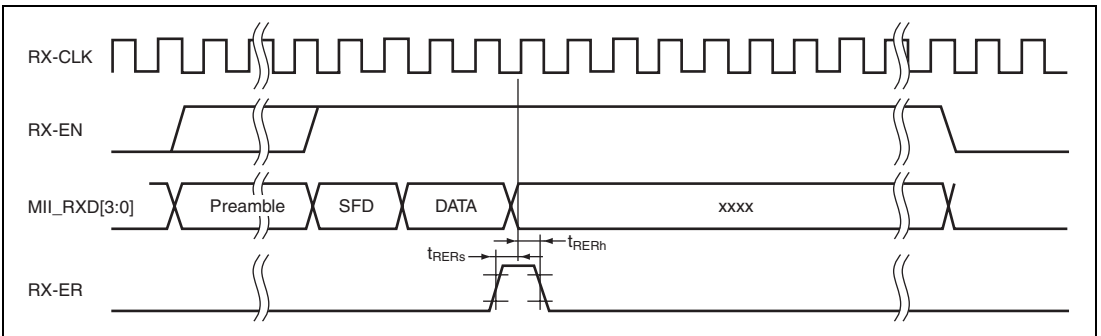 RX-CLK
RX-EN
MII_RXD[3:0]
Preamble
SFD
DATA
xxxx
tRERs
tRERh
RX-ER